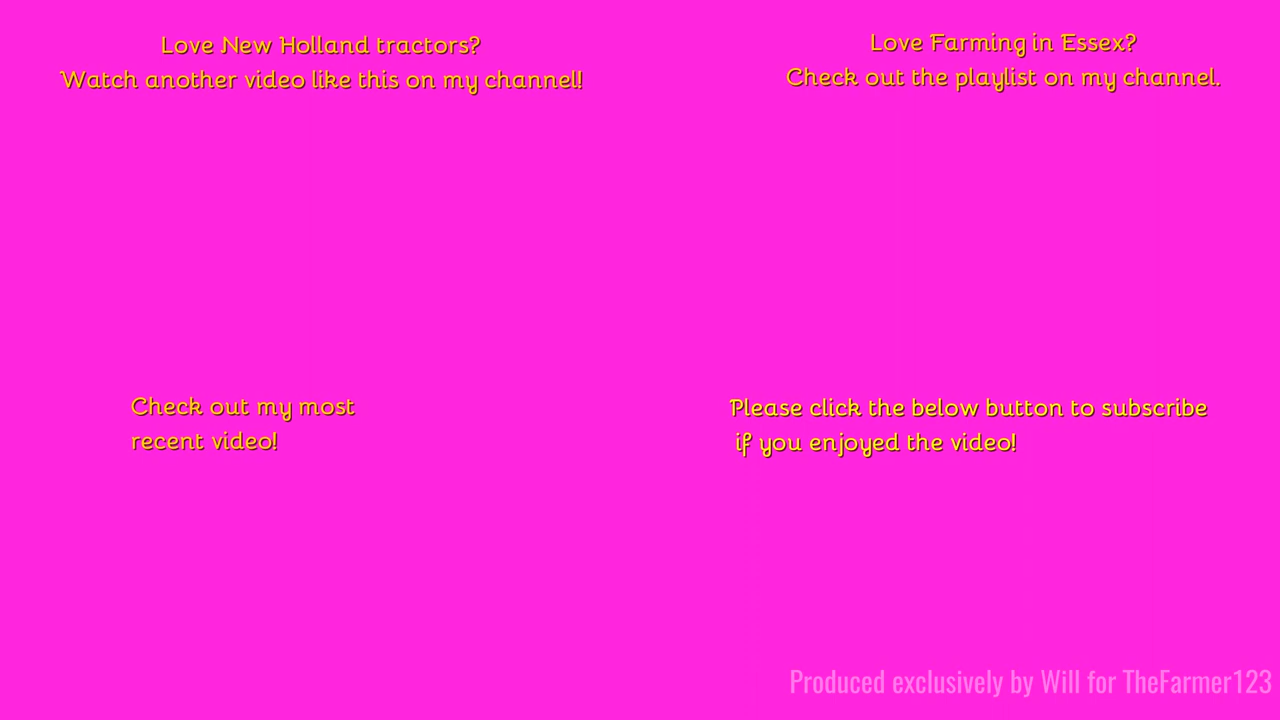 Love New Holland tractors?
Watch another video like this on my channel!
Love Farming in Essex?
Check out the playlist on my channel.
Check out my most
recent video!
Please click the below button to subscribe
if you enjoyed the video!
Produced exclusively by Will for TheFarmer123